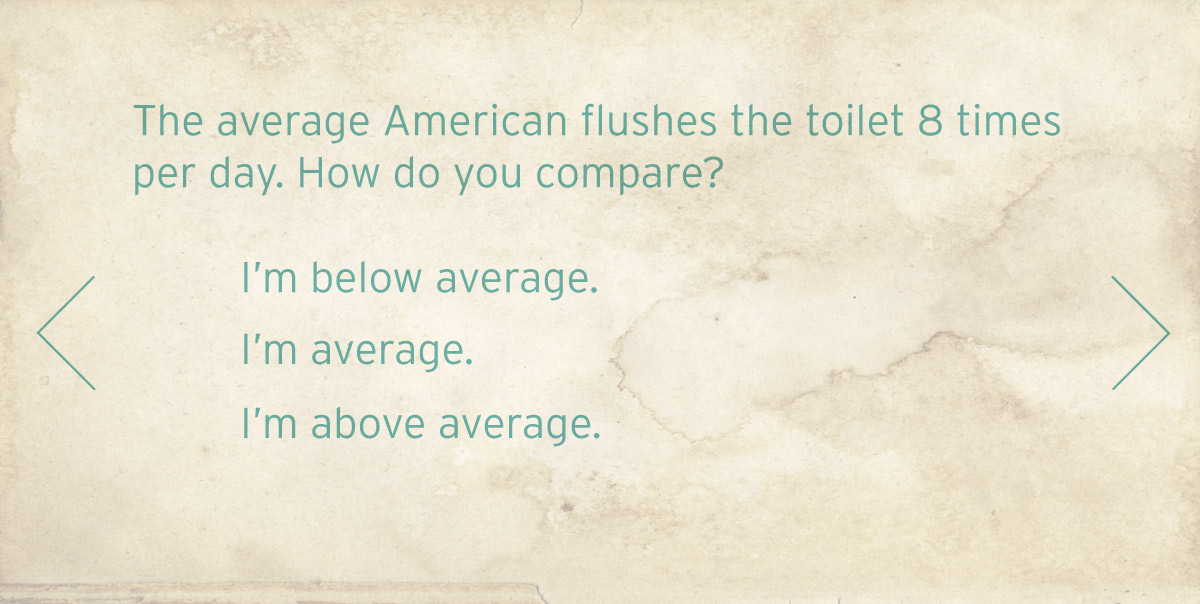 The average American flushes the toilet 8 times
per day. How do you compare?
I’m below average.
I’m average.
I’m above average.